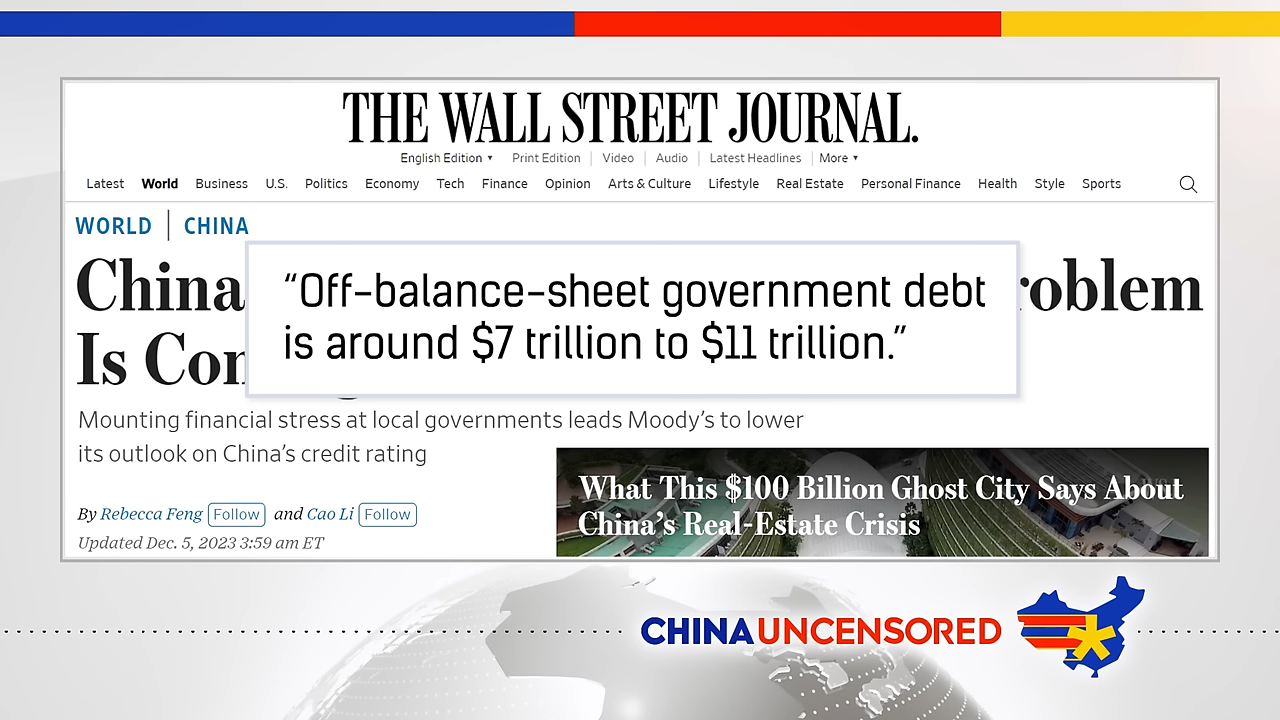 THE WALL STREET JOURNAL.
English Edition Print Edition Video Audio Latest Headlines More
Latest World Business U.S. Politics Economy Tech Finance Opinion Arts & Culture Lifestyle Real Estate Personal Finance Health Style Sports
WORLD CHINA
China
“Off-balance-sheet government debt
is around $7 trillion to $11 trillion.”
Is
Mounting financial stress at local governments leads Moody’s to lower
its outlook on China’s credit rating
What This $100 Billion Ghost City Says About
China’s Real-Estate Crisis
By Rebecca Feng Follow and Cao Li Follow
Updated Dec. 5, 2023 3:59 am ET
CHINA UNCENSORED